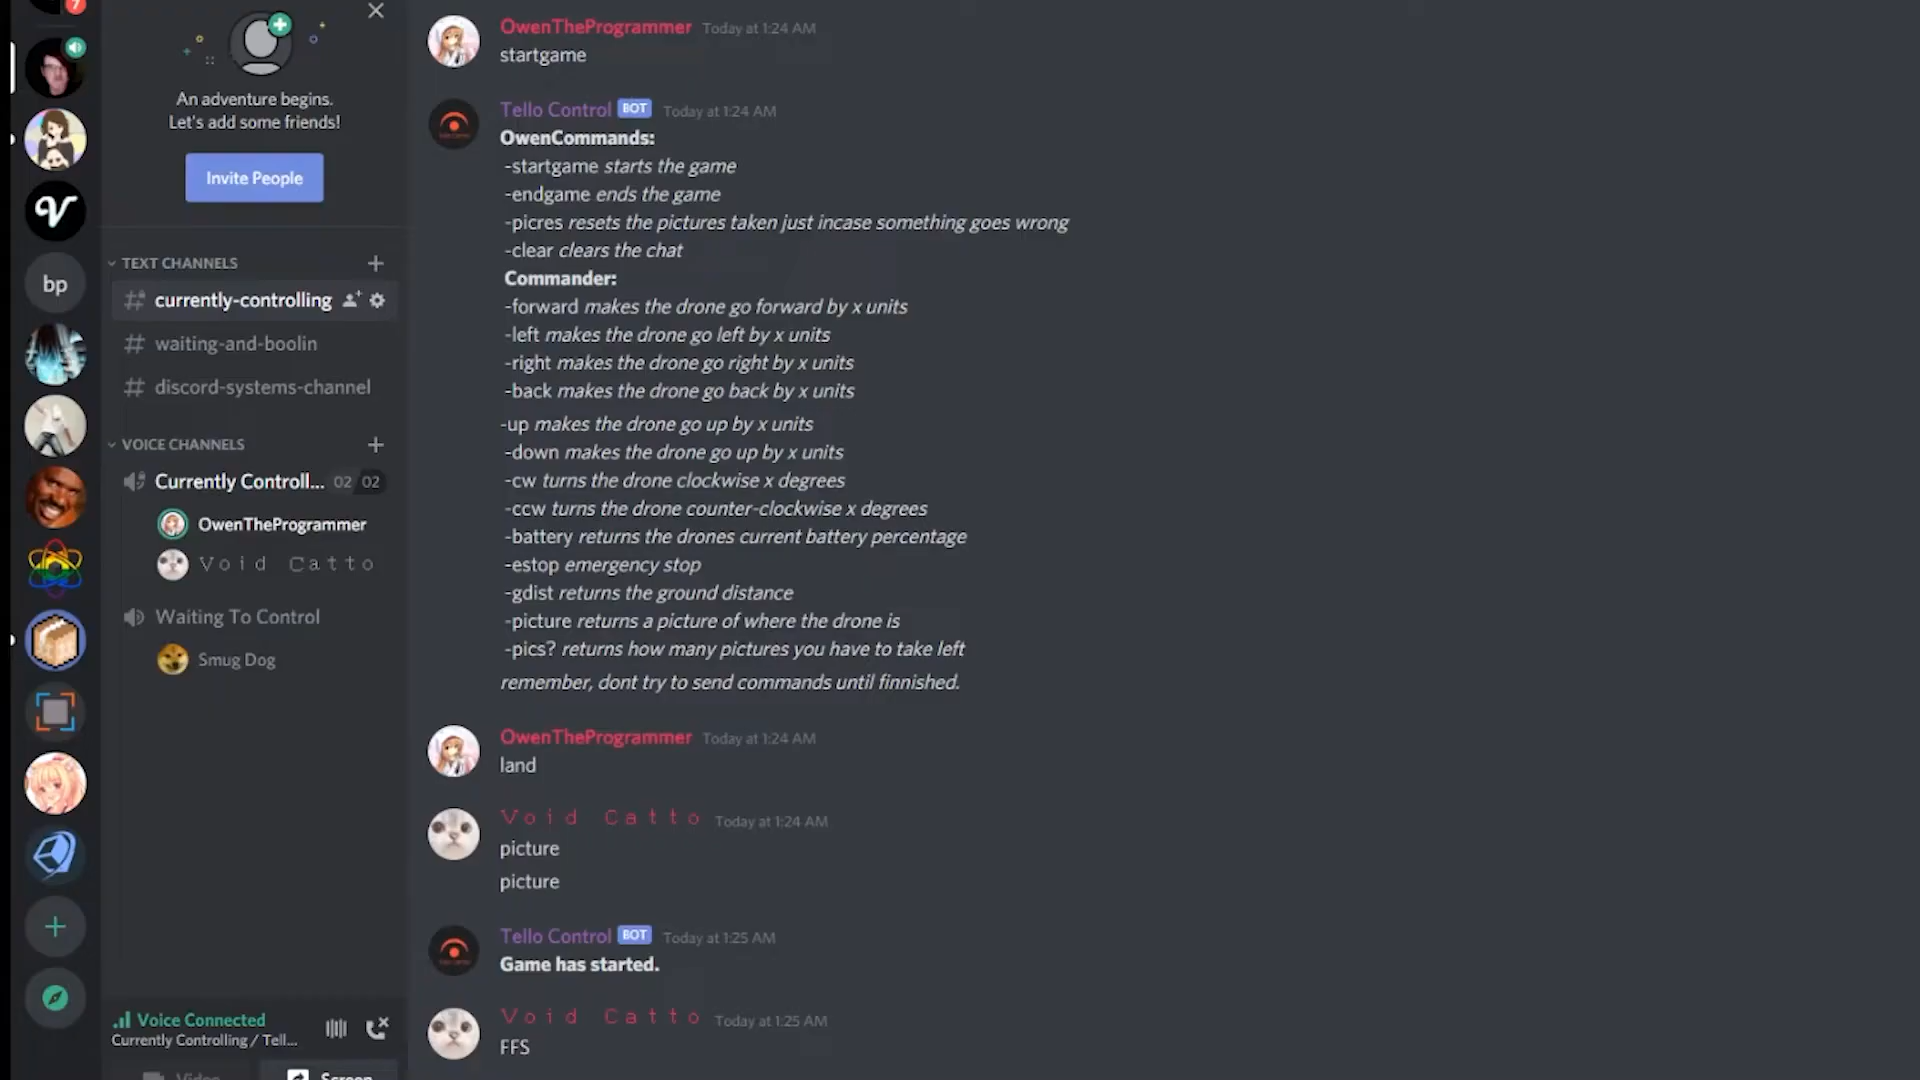 7
An adventure begins.
Let's add some friends!
Invite People
bp
TEXT CHANNELS
currently-controlling
waiting-and-boolin
discord-systems-channel
VOICE CHANNELS
Currently Controll... 02 02
OwenTheProgrammer
Void Catto
Waiting To Control
Smug Dog
Voice Connected
Currently Controlling / Tell...
Video
Screen
OwenTheProgrammer Today at 1:24 AM
startgame
Tello Control BOT Today at 1:24 AM
OwenCommands:
-startgame starts the game
-endgame ends the game
-picres resets the pictures taken just incase something goes wrong
-clear clears the chat
Commander:
-forward makes the drone go forward by x units
-left makes the drone go left by x units
-right makes the drone go right by x units
-back makes the drone go back by x units
-up makes the drone go up by x units
-down makes the drone go up by x units
-cw turns the drone clockwise x degrees
-ccw turns the drone counter-clockwise x degrees
-battery returns the drones current battery percentage
-estop emergency stop
-gdist returns the ground distance
-picture returns a picture of where the drone is
-pics? returns how many pictures you have to take left
remember, dont try to send commands until finnished.
OwenTheProgrammer Today at 1:24 AM
land
Void Catto Today at 1:24 AM
picture
picture
Tello Control BOT Today at 1:25 AM
Game has started.
Void Catto Today at 1:25 AM
FFS